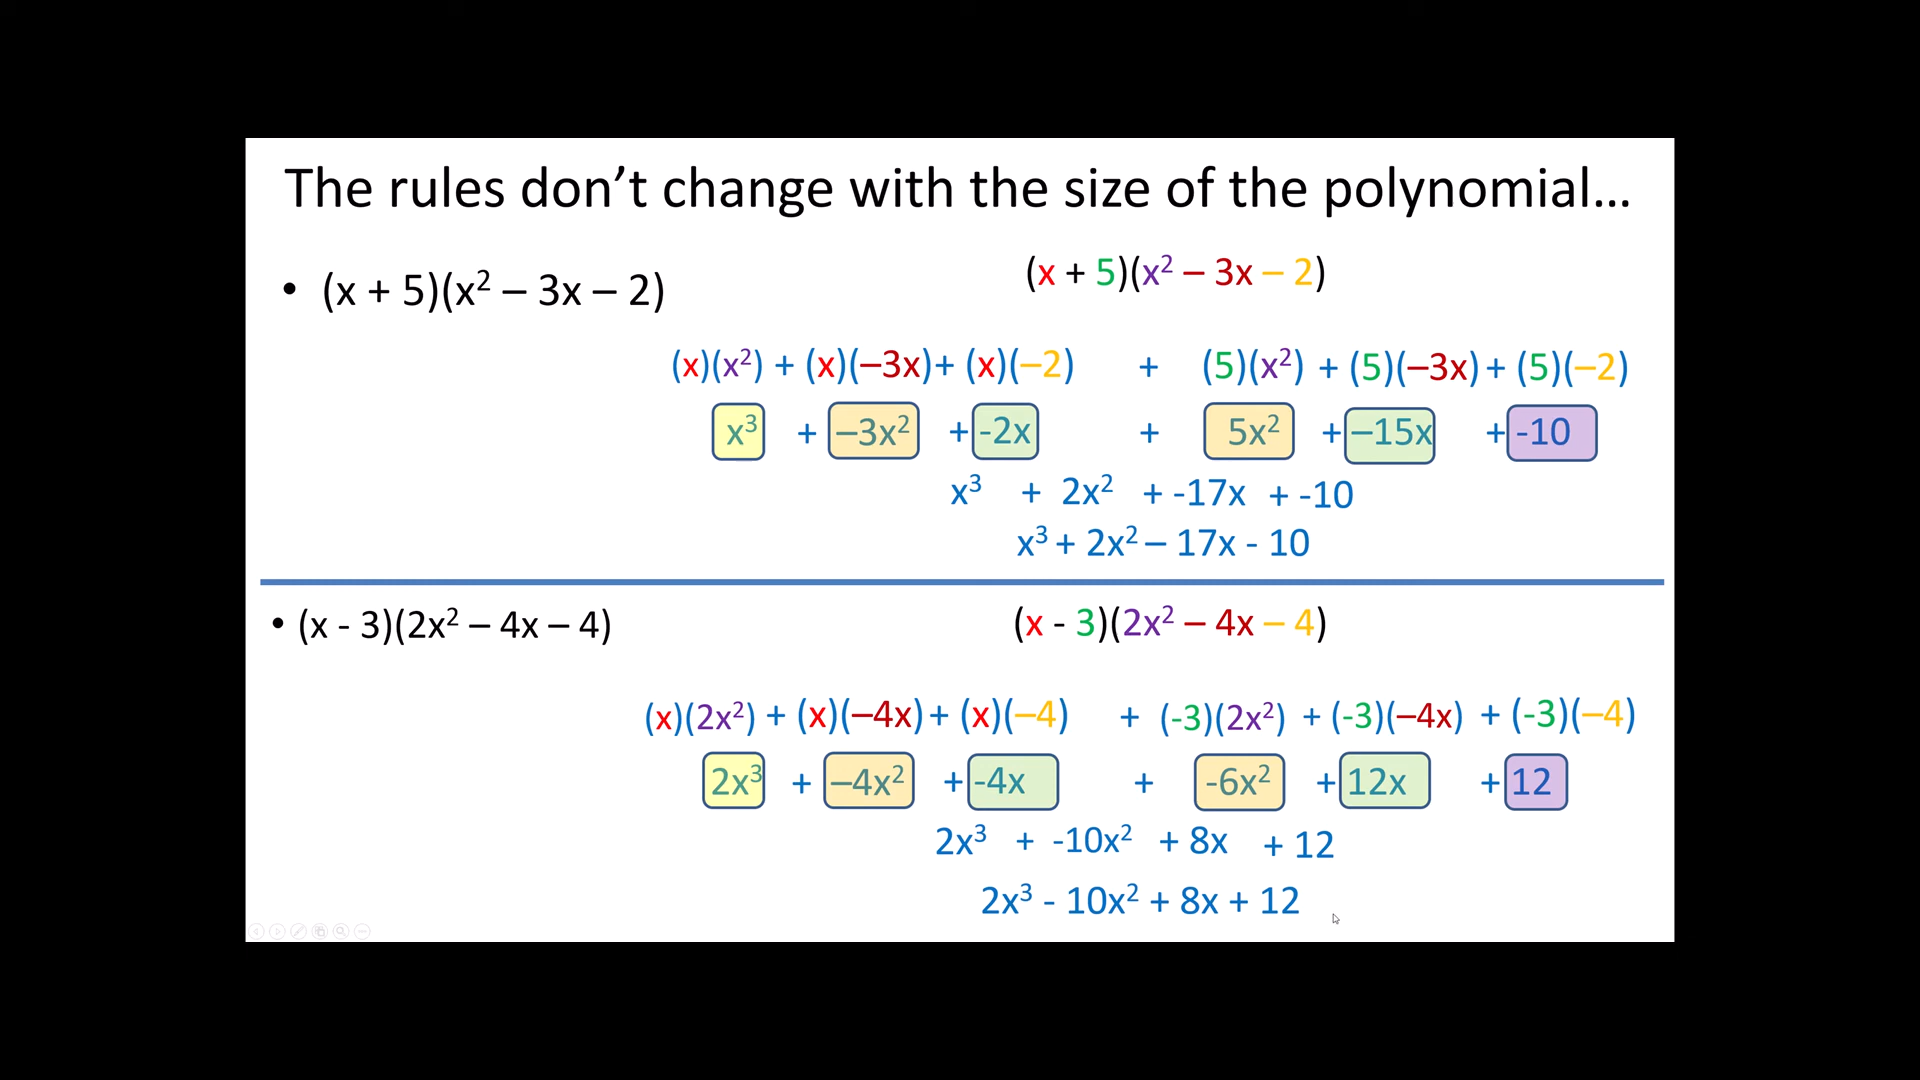 The rules don’t change with the size of the polynomial...
• (x + 5)(x² – 3x – 2)
(x + 5)(x² – 3x – 2)
(x)(x²) + (x)(–3x)+ (x)(–2) + (5)(x²) + (5)(–3x) + (5)(–2)
x³ + –3x² + -2x + 5x² + –15x + -10
x³ + 2x² + -17x + -10
x³ + 2x² – 17x - 10
• (x - 3)(2x² – 4x – 4)
(x - 3)(2x² – 4x – 4)
(x)(2x²) + (x)(–4x) + (x)(–4) + (-3)(2x²) + (-3)(–4x) + (-3)(–4)
2x³ + –4x² + -4x + -6x² + 12x + 12
2x³ + -10x² + 8x + 12
2x³ - 10x² + 8x + 12